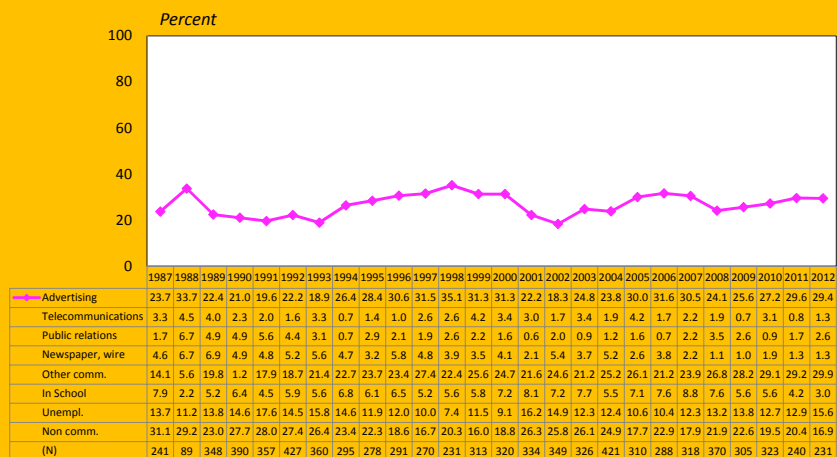 Percent
100
80
60
40
20
0
1987 1988 1989 1990 1991 1992 1993 1994 1995 1996 1997 1998 1999 2000 2001 2002 2003 2004 2005 2006 2007 2008 2009 2010 2011 2012
Advertising 23.7 33.7 22.4 21.0 19.6 22.2 18.9 26.4 28.4 30.6 31.5 35.1 31.3 31.3 22.2 18.3 24.8 23.8 30.0 31.6 30.5 24.1 25.6 27.2 29.6 29.4
Telecommunications 3.3 4.5 4.0 2.3 2.0 1.6 3.3 0.7 1.4 1.0 2.6 2.6 4.2 3.4 3.0 1.7 3.4 1.9 4.2 1.7 2.2 1.9 0.7 3.1 0.8 1.3
Public relations 1.7 6.7 4.9 4.9 5.6 4.4 3.1 0.7 2.9 2.1 1.9 2.6 2.2 1.6 0.6 2.0 0.9 1.2 1.6 0.7 2.2 3.5 2.6 0.9 1.7 2.6
Newspaper, wire 4.6 6.7 6.9 4.9 4.8 5.2 5.6 4.7 3.2 5.8 4.8 3.9 3.5 4.1 2.1 5.4 3.7 5.2 2.6 3.8 2.2 1.1 1.0 1.9 1.3 1.3
Other comm. 14.1 5.6 19.8 1.2 17.9 18.7 21.4 22.7 23.7 23.4 27.4 22.4 25.6 24.7 21.6 24.6 21.2 25.2 26.1 21.2 23.9 26.8 28.2 29.1 29.2 29.9
In School 7.9 2.2 5.2 6.4 4.5 5.9 5.6 6.8 6.1 6.5 5.2 5.6 5.8 7.2 8.1 7.2 7.7 5.5 7.1 7.6 8.8 7.6 5.6 5.6 4.2 3.0
Unempl. 13.7 11.2 13.8 14.6 17.6 14.5 15.8 14.6 11.9 12.0 10.0 7.4 11.5 9.1 16.2 14.9 12.3 12.4 10.6 10.4 12.3 13.2 13.8 12.7 12.9 15.6
Non comm. 31.1 29.2 23.0 27.7 28.0 27.4 26.4 23.4 22.3 18.6 16.7 20.3 16.0 18.8 26.3 25.8 26.1 24.9 17.7 22.9 17.9 21.9 22.6 19.5 20.4 16.9
(N) 241 89 348 390 357 427 360 295 278 291 270 231 313 320 334 349 326 421 310 288 318 370 305 323 240 231